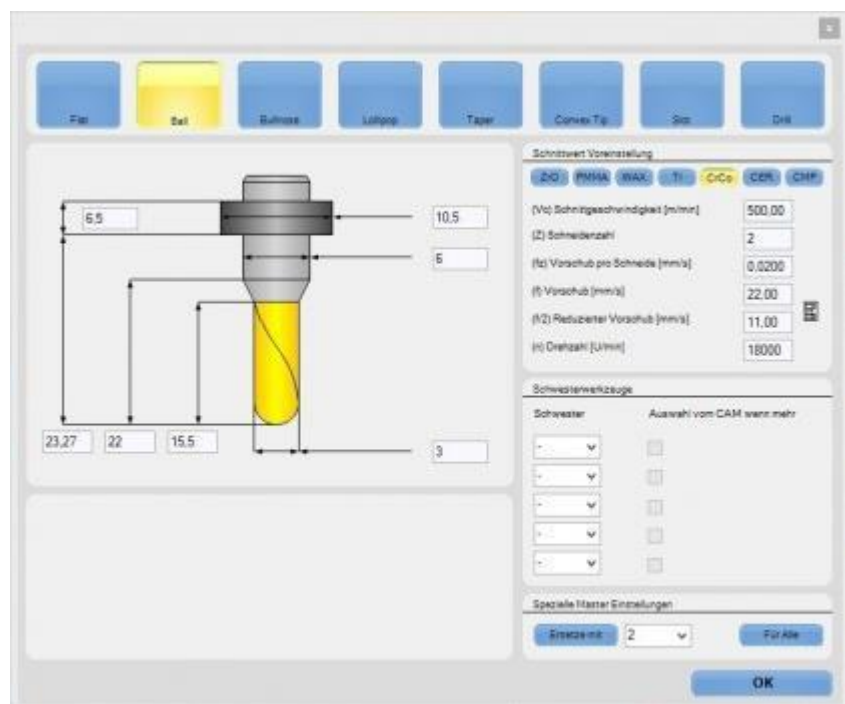 Flat Ball Bullnose Lollipop Taper Convex Tip Slot Drill
Schnittwert Voreinstellung
ZrO PMMA WAX Ti CrCo CER CMP
(Vc) Schnittgeschwindigkeit [m/min] 500,00
(Z) Schneidenzahl 2
(fz) Vorschub pro Schneide [mm/s] 0,0200
(f) Vorschub [mm/s] 22,00
(f/2) Reduzierter Vorschub [mm/s] 11,00
(n) Drehzahl [U/min] 18000
6,5
10,5
6
23,27 22 15,5
3
Schwesterwerkzeuge
Schwester Auswahl vom CAM wenn mehr
-
-
-
-
-
Spezielle Master Einstellungen
Ersetze mit 2 Für Alle
OK